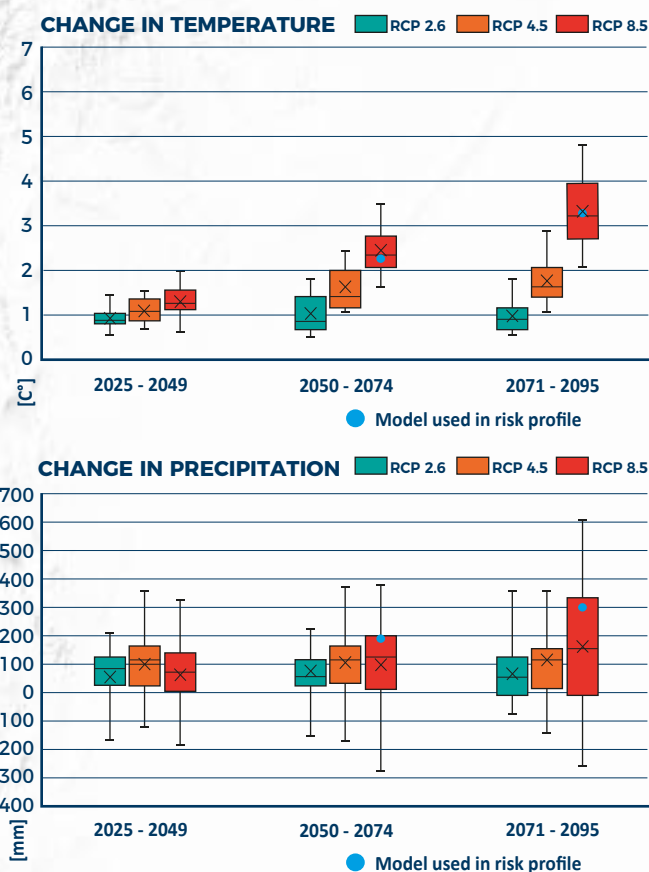 CHANGE IN TEMPERATURE RCP 2.6 RCP 4.5 RCP 8.5
7
6
5
4
3
2
1
0
[C°]
2025 - 2049 2050 - 2074 2071 - 2095
Model used in risk profile
CHANGE IN PRECIPITATION RCP 2.6 RCP 4.5 RCP 8.5
700
600
500
400
300
200
100
0
100
200
300
400
[mm]
2025 - 2049 2050 - 2074 2071 - 2095
Model used in risk profile